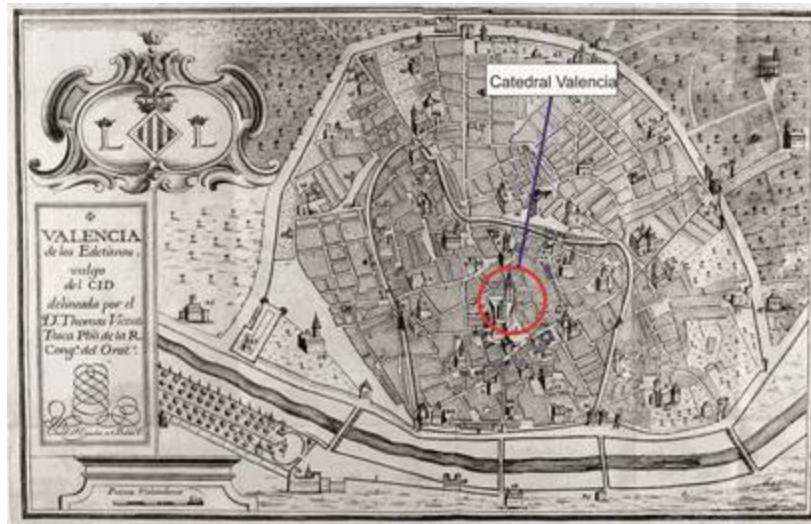 Catedral Valencia
L L
VALENCIA
de los Edetanos,
vulgo
del CID
delineada por el
D. Thomas Vicente
Tosca Pbō. de la R.
Cong.ⁿ del Orat.º